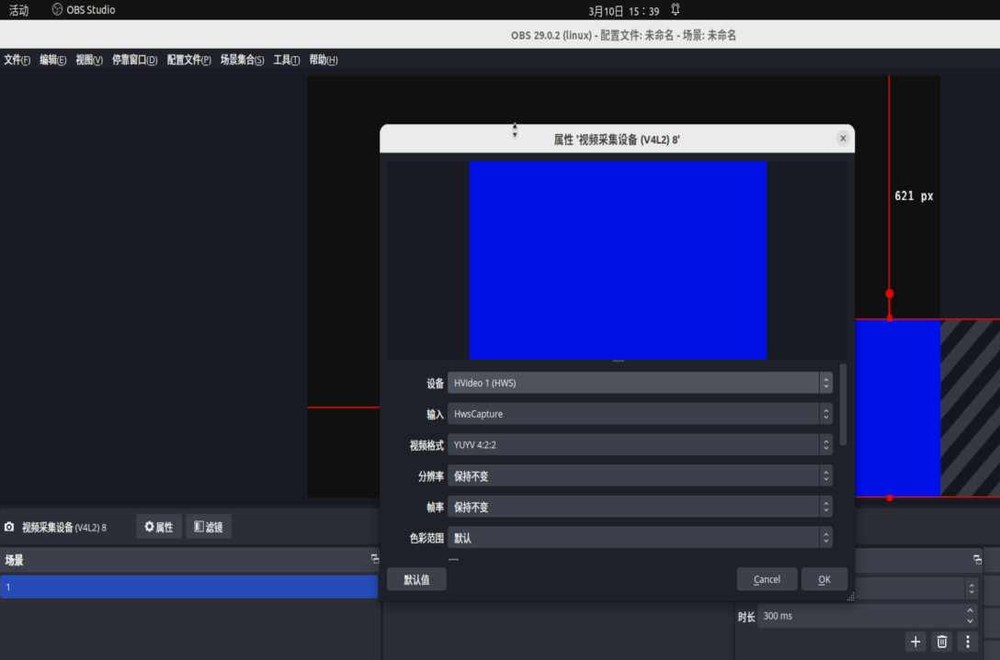 活动 OBS Studio 3月10日 15：39
OBS 29.0.2 (linux) - 配置文件: 未命名 - 场景: 未命名
文件(F) 编辑(E) 视图(V) 停靠窗口(D) 配置文件(P) 场景集合(S) 工具(T) 帮助(H)
属性 '视频采集设备 (V4L2) 8'
621 px
设备 HVideo 1 (HWS)
输入 HwsCapture
视频格式 YUYV 4:2:2
分辨率 保持不变
帧率 保持不变
色彩范围 默认
默认值 Cancel OK
视频采集设备 (V4L2) 8 属性 滤镜
场景
1
时长 300 ms